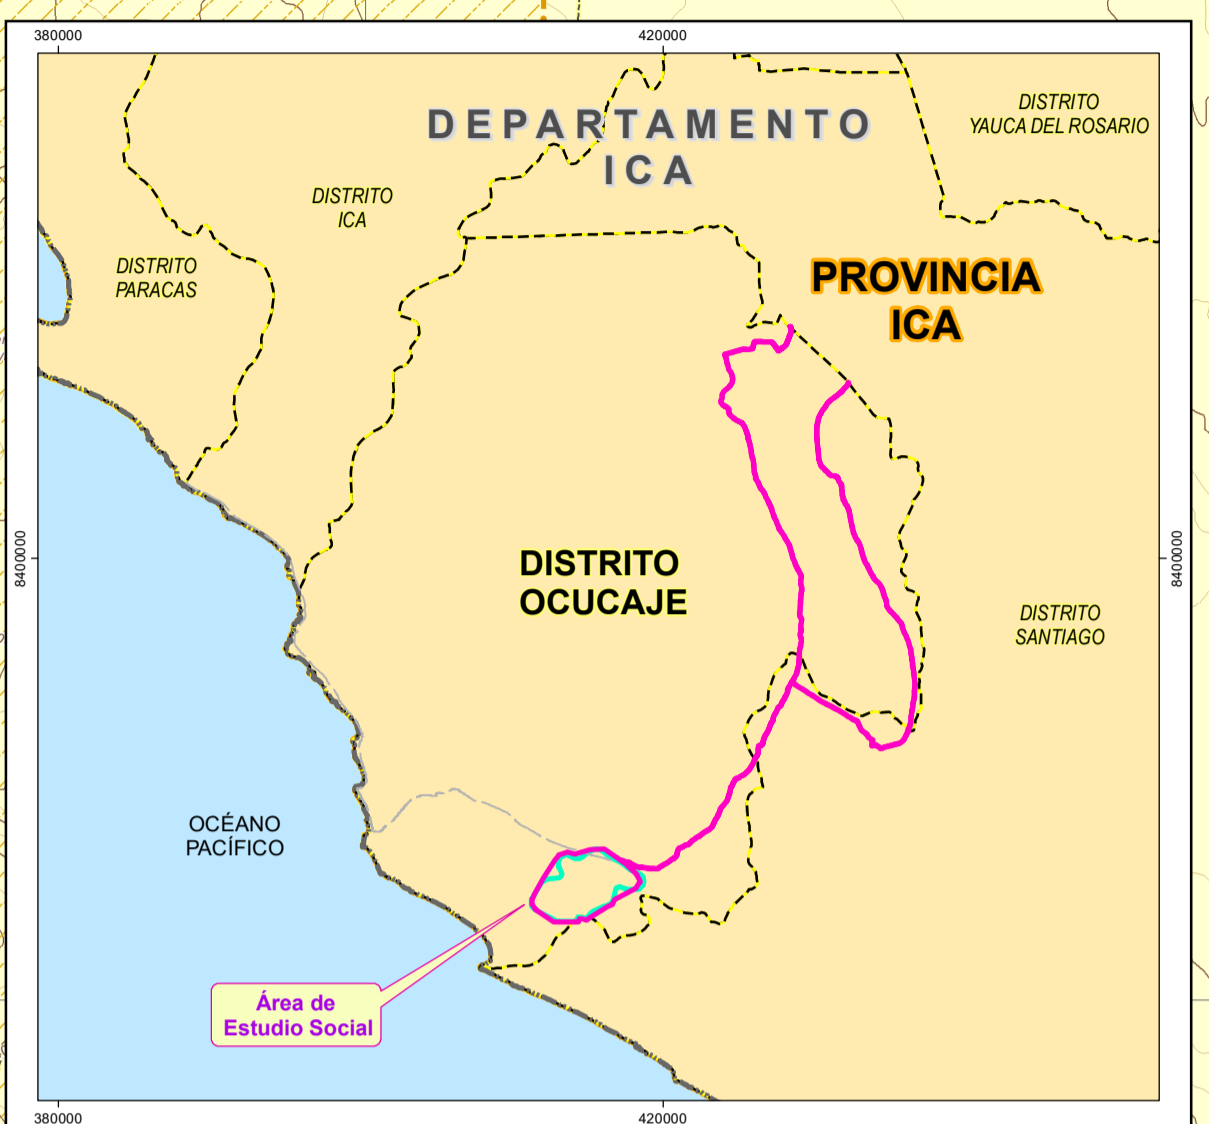 380000
420000
DEPARTAMENTO
ICA
DISTRITO
YAUCA DEL ROSARIO
DISTRITO
ICA
DISTRITO
PARACAS
PROVINCIA
ICA
8400000
8400000
DISTRITO
OCUCAJE
DISTRITO
SANTIAGO
OCÉANO
PACÍFICO
Área de
Estudio Social
380000
420000